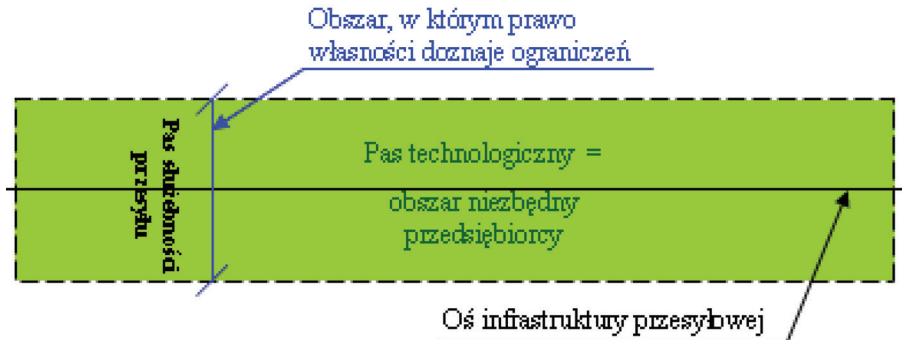 Obszar, w którym prawo
własności doznaje ograniczeń
Pas służebności
przesyłu
Pas technologiczny =
obszar niezbędny
przedsiębiorcy
Oś infrastruktury przesyłowej